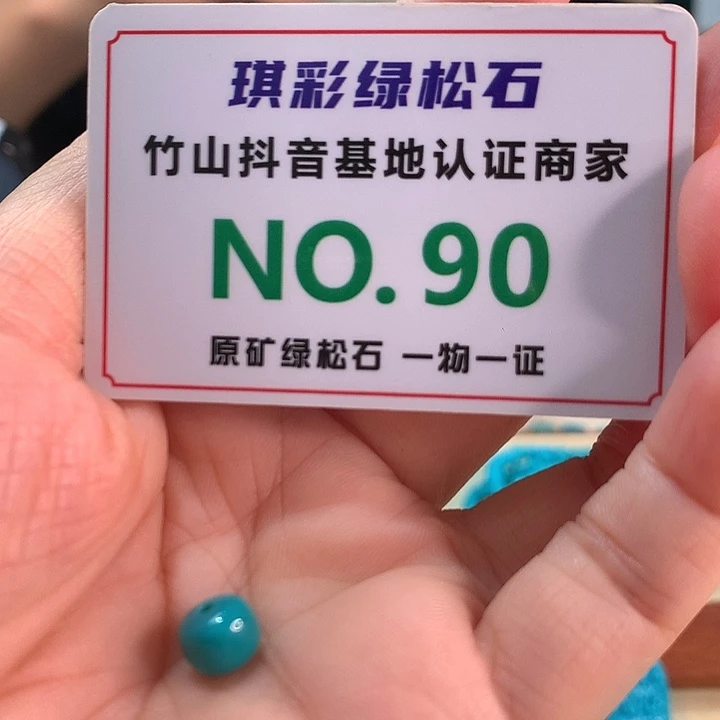 琪彩绿松石
竹山抖音基地认证商家
NO. 90
原矿绿松石 一物一证